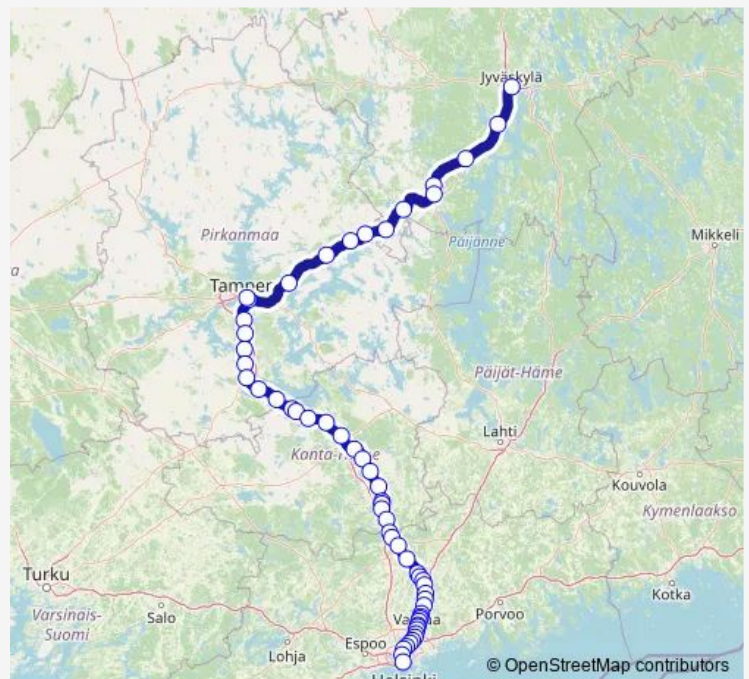 Jyväskylä
Pirkanmaa
Päijänne
Mikkeli
a
Tamper
Päijät-Häme
Lahti
Kouvola
Kymenlaakso
Turku
Kotka
Varsinais-
Suomi
Salo
Porvoo
Espoo
Lohja
© OpenStreetMap contributors
Helsinki